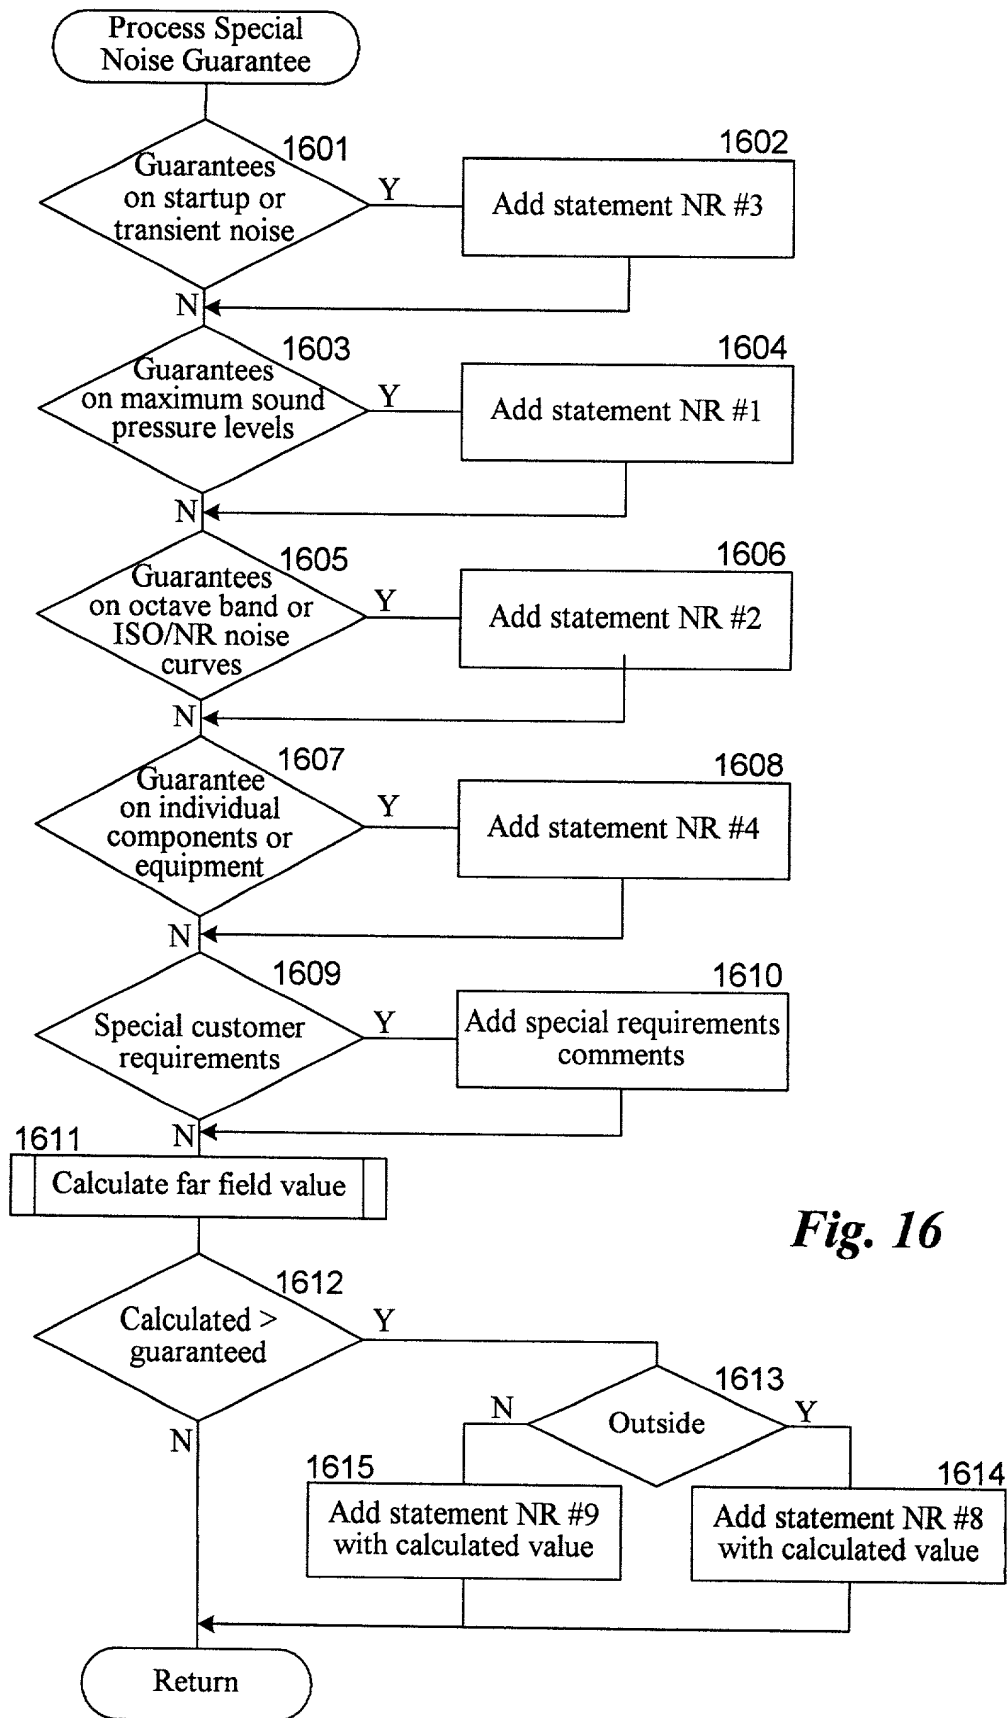 Process Special
Noise Guarantee
1601
Guarantees
on startup or
transient noise
Y
1602
Add statement NR #3
N
1603
Guarantees
on maximum sound
pressure levels
Y
1604
Add statement NR #1
N
1605
Guarantees
on octave band or
ISO/NR noise
curves
Y
1606
Add statement NR #2
N
1607
Guarantee
on individual
components or
equipment
Y
1608
Add statement NR #4
N
1609
Special customer
requirements
Y
1610
Add special requirements
comments
N
1611
Calculate far field value
Fig. 16
1612
Calculated >
guaranteed
Y
N
1613
Outside
N
Y
1615
Add statement NR #9
with calculated value
1614
Add statement NR #8
with calculated value
Return